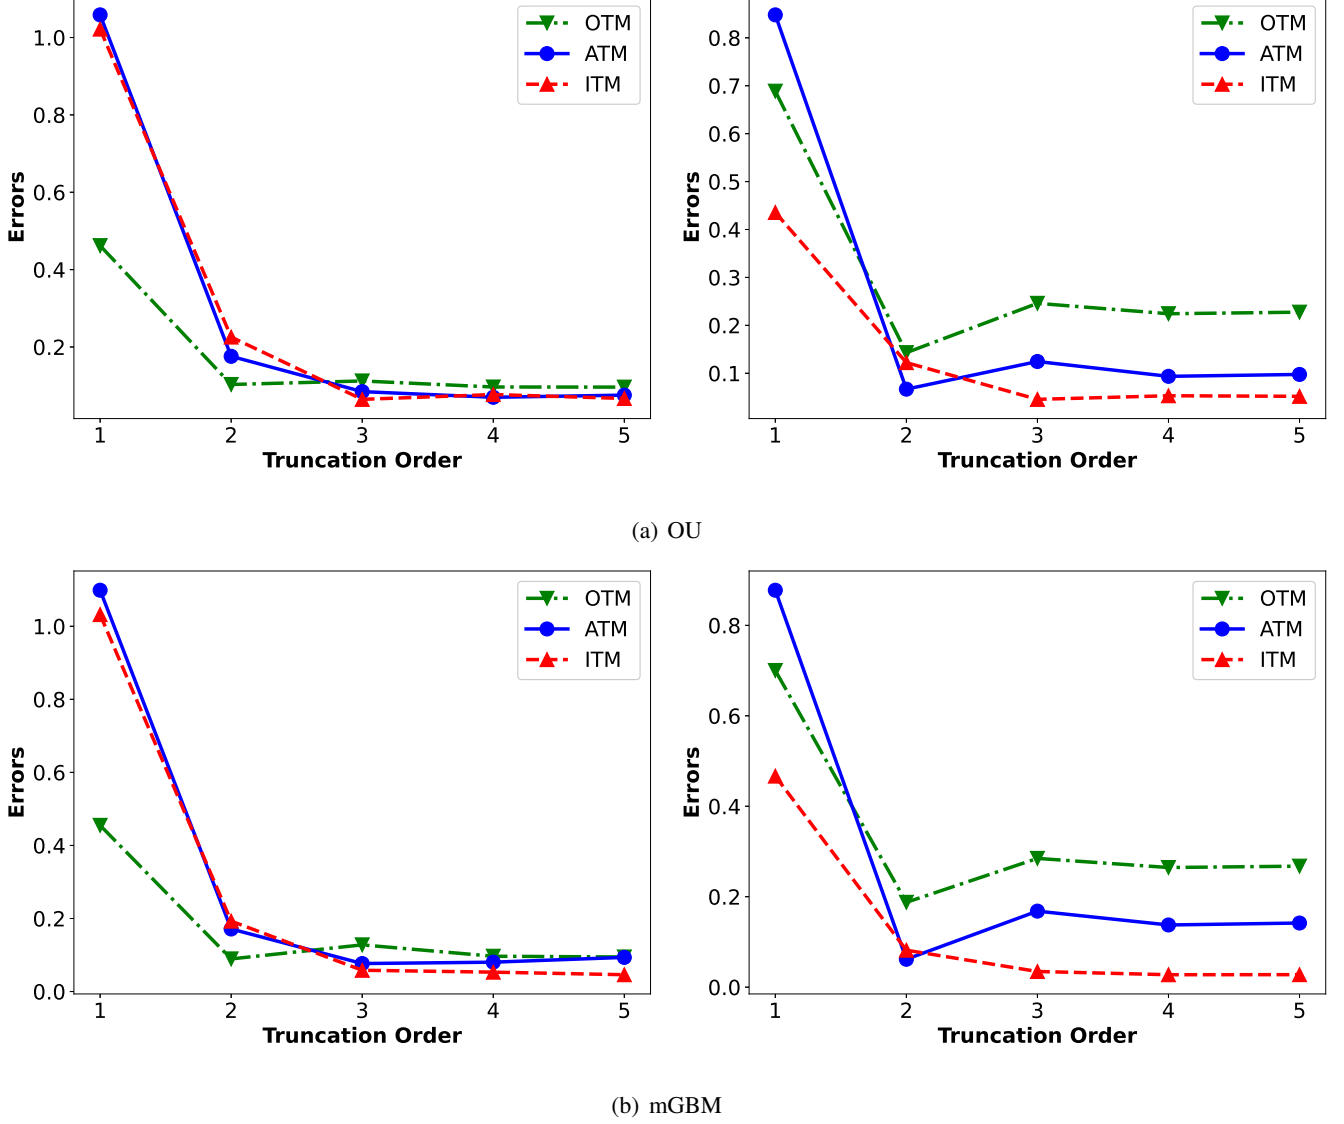 OTM
ATM
ITM
1.0
0.8
0.6
0.4
0.2
Errors
1 2 3 4 5
Truncation Order
OTM
ATM
ITM
0.8
0.7
0.6
0.5
0.4
0.3
0.2
0.1
Errors
1 2 3 4 5
Truncation Order
(a) OU
OTM
ATM
ITM
1.0
0.8
0.6
0.4
0.2
0.0
Errors
1 2 3 4 5
Truncation Order
OTM
ATM
ITM
0.8
0.6
0.4
0.2
0.0
Errors
1 2 3 4 5
Truncation Order
(b) mGBM